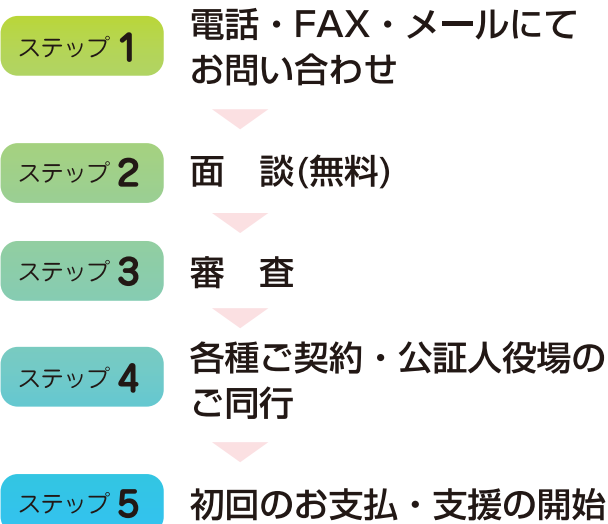 ステップ 1
電話・FAX・メールにて
お問い合わせ
ステップ 2
面　談(無料)
ステップ 3
審　査
ステップ 4
各種ご契約・公証人役場の
ご同行
ステップ 5
初回のお支払・支援の開始